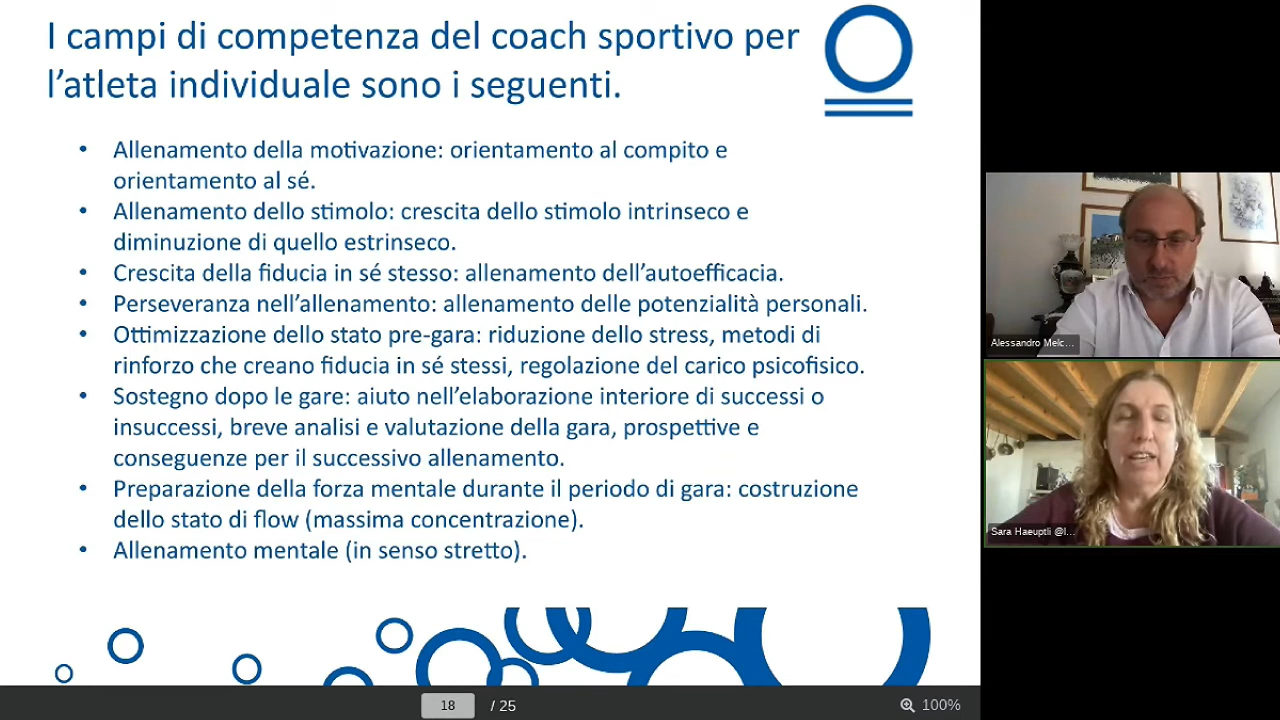 I campi di competenza del coach sportivo per
l’atleta individuale sono i seguenti.
• Allenamento della motivazione: orientamento al compito e
orientamento al sé.
• Allenamento dello stimolo: crescita dello stimolo intrinseco e
diminuzione di quello estrinseco.
• Crescita della fiducia in sé stesso: allenamento dell’autoefficacia.
• Perseveranza nell’allenamento: allenamento delle potenzialità personali.
• Ottimizzazione dello stato pre-gara: riduzione dello stress, metodi di
rinforzo che creano fiducia in sé stessi, regolazione del carico psicofisico.
• Sostegno dopo le gare: aiuto nell’elaborazione interiore di successi o
insuccessi, breve analisi e valutazione della gara, prospettive e
conseguenze per il successivo allenamento.
• Preparazione della forza mentale durante il periodo di gara: costruzione
dello stato di flow (massima concentrazione).
• Allenamento mentale (in senso stretto).
18 / 25
100%
Alessandro Melc...
Sara Haeuptli @l...